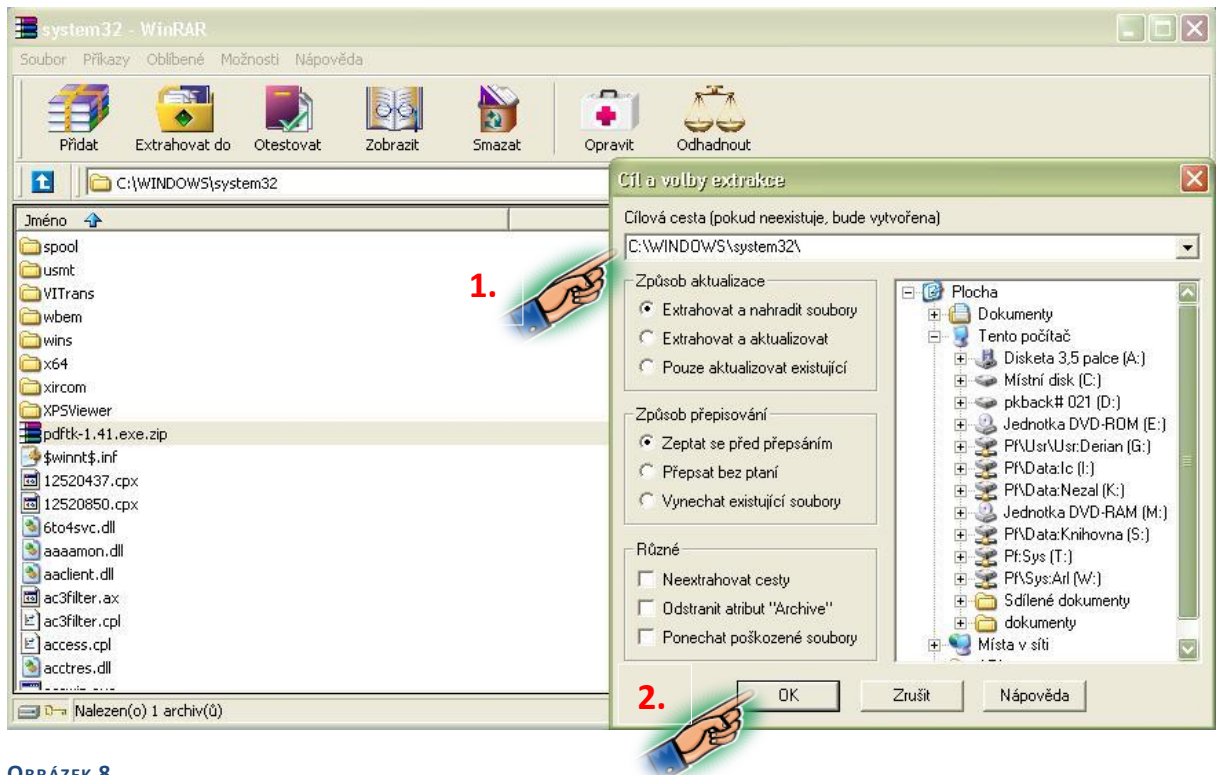 system32 - WinRAR
Soubor Příkazy Oblíbené Možnosti Nápověda
Přidat Extrahovat do Otestovat Zobrazit Smazat Opravit Odhadnout
C:\WINDOWS\system32
Jméno
spool
usmt
VITrans
wbem
wins
x64
xircom
XPSViewer
pdftk-1.41.exe.zip
$winnt$.inf
12520437.cpx
12520850.cpx
6to4svc.dll
aaaamon.dll
aaclient.dll
ac3filter.ax
ac3filter.cpl
access.cpl
acctres.dll
Nalezen(o) 1 archiv(ů)
Cíl a volby extrakce
Cílová cesta (pokud neexistuje, bude vytvořena)
C:\WINDOWS\system32\
1.
Způsob aktualizace
Extrahovat a nahradit soubory
Extrahovat a aktualizovat
Pouze aktualizovat existující
Způsob přepisování
Zeptat se před přepsáním
Přepsat bez ptaní
Vynechat existující soubory
Různé
Neextrahovat cesty
Odstranit atribut "Archive"
Ponechat poškozené soubory
Plocha
Dokumenty
Tento počítač
Disketa 3,5 palce (A:)
Místní disk (C:)
pkback# 021 (D:)
Jednotka DVD-ROM (E:)
Pf\Usr\Usr:Derian (G:)
Pf\Data:Ic (I:)
Pf\Data:Nezal (K:)
Jednotka DVD-RAM (M:)
Pf\Data:Knihovna (S:)
Pf:Sys (T:)
Pf\Sys:Arl (W:)
Sdílené dokumenty
dokumenty
Místa v síti
2.
OK Zrušit Nápověda
OBRÁZEK 8